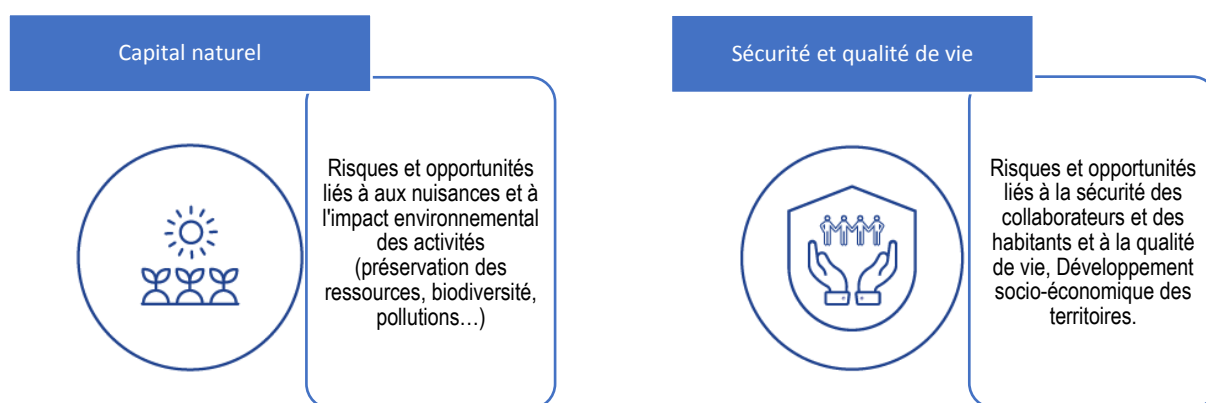 Capital naturel
Risques et opportunités
liés à aux nuisances et à
l'impact environnemental
des activités
(préservation des
ressources, biodiversité,
pollutions…)
Sécurité et qualité de vie
Risques et opportunités
liés à la sécurité des
collaborateurs et des
habitants et à la qualité
de vie, Développement
socio-économique des
territoires.